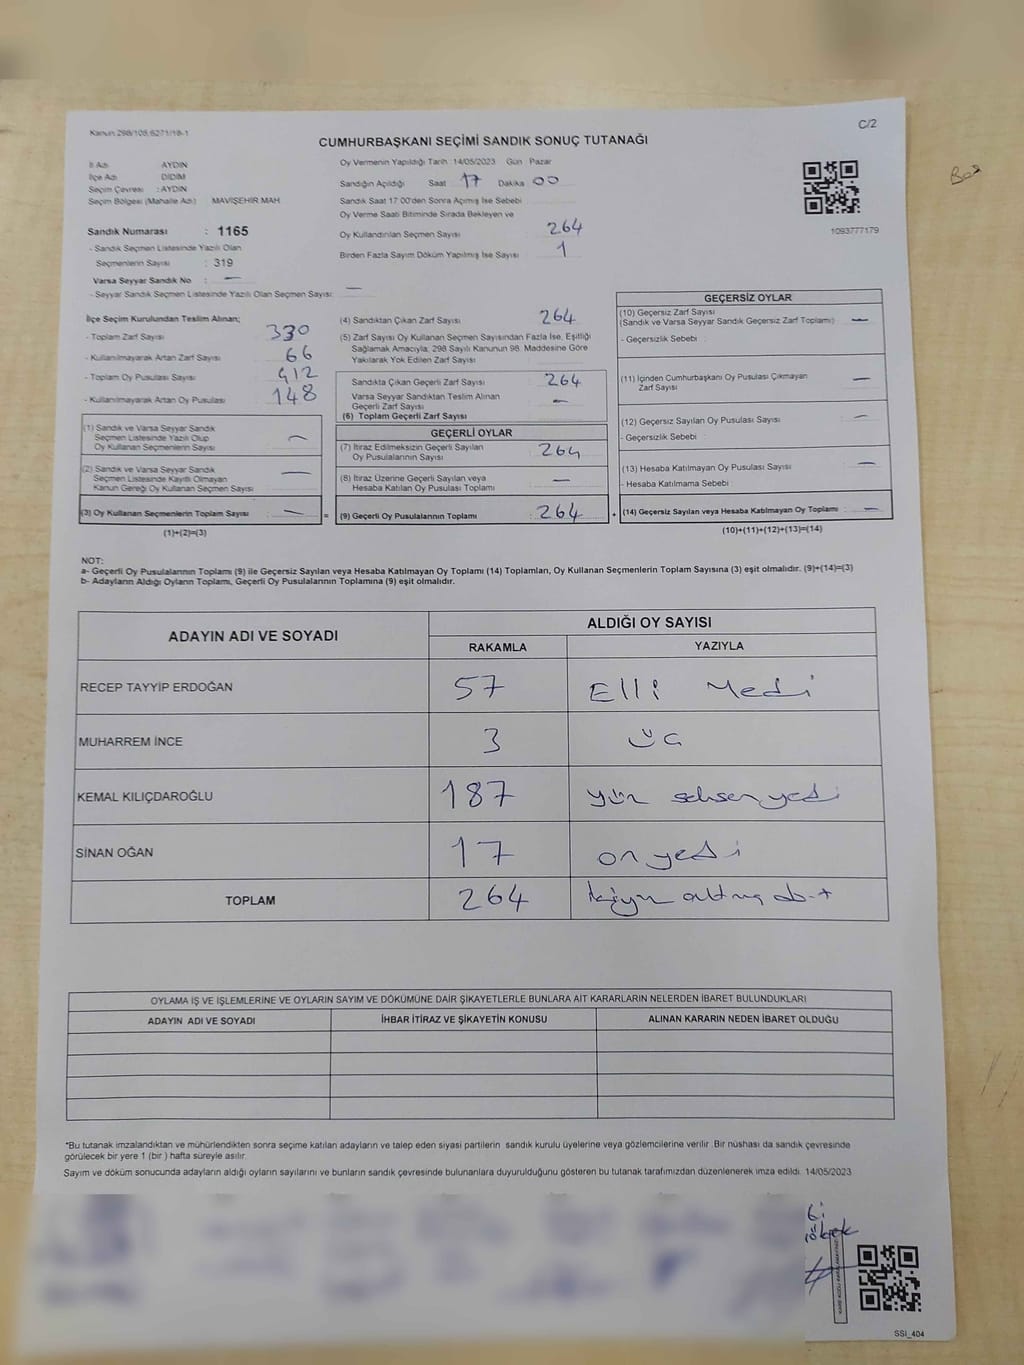 Kanun 298/105,6271/18-1
C/2
CUMHURBAŞKANI SEÇİMİ SANDIK SONUÇ TUTANAĞI
İl Adı AYDIN
İlçe Adı DİDİM
Seçim Çevresi : AYDIN
Seçim Bölgesi (Mahalle Adı) MAVİŞEHİR MAH
Sandık Numarası : 1165
- Sandık Seçmen Listesinde Yazılı Olan
Seçmenlerin Sayısı : 319
Varsa Seyyar Sandık No : —
- Seyyar Sandık Seçmen Listesinde Yazılı Olan Seçmen Sayısı: —
Oy Vermenin Yapıldığı Tarih : 14/05/2023 Gün : Pazar
Sandığın Açıldığı Saat 17 Dakika 00
Sandık Saat 17 00'den Sonra Açımış İse Sebebi
Oy Verme Saati Bitiminde Sırada Bekleyen ve
Oy Kullandırılan Seçmen Sayısı 264
Birden Fazla Sayım Döküm Yapılmış İse Sayısı 1
1093777179
Boş
İlçe Seçim Kurulundan Teslim Alınan;
- Toplam Zarf Sayısı 330
- Kullanılmayarak Artan Zarf Sayısı 66
- Toplam Oy Pusulası Sayısı 412
- Kullanılmayarak Artan Oy Pusulası 148
(1) Sandık ve Varsa Seyyar Sandık
Seçmen Listesinde Yazılı Olup
Oy Kullanan Seçmenlerin Sayısı —
(2) Sandık ve Varsa Seyyar Sandık
Seçmen Listesinde Kayıtlı Olmayan
Kanun Gereği Oy Kullanan Seçmen Sayısı —
(3) Oy Kullanan Seçmenlerin Toplam Sayısı —
(1)+(2)=(3)
(4) Sandıktan Çıkan Zarf Sayısı 264
(5) Zarf Sayısı Oy Kullanan Seçmen Sayısından Fazla İse, Eşitliği
Sağlamak Amacıyla, 298 Sayılı Kanunun 98. Maddesine Göre
Yakılarak Yok Edilen Zarf Sayısı
Sandıkta Çıkan Geçerli Zarf Sayısı 264
Varsa Seyyar Sandıktan Teslim Alınan
Geçerli Zarf Sayısı —
(6) Toplam Geçerli Zarf Sayısı
GEÇERLİ OYLAR
(7) İtiraz Edilmeksizin Geçerli Sayılan
Oy Pusulalarının Sayısı 264
(8) İtiraz Üzerine Geçerli Sayılan veya
Hesaba Katılan Oy Pusulası Toplamı —
= (9) Geçerli Oy Pusulalarının Toplamı : 264 +
GEÇERSİZ OYLAR
(10) Geçersiz Zarf Sayısı
(Sandık ve Varsa Seyyar Sandık Geçersiz Zarf Toplamı) —
- Geçersizlik Sebebi :
(11) İçinden Cumhurbaşkanı Oy Pusulası Çıkmayan
Zarf Sayısı —
(12) Geçersiz Sayılan Oy Pusulası Sayısı —
- Geçersizlik Sebebi :
(13) Hesaba Katılmayan Oy Pusulası Sayısı —
- Hesaba Katılmama Sebebi :
(14) Geçersiz Sayılan veya Hesaba Katılmayan Oy Toplamı : —
(10)+(11)+(12)+(13)=(14)
NOT:
a- Geçerli Oy Pusulalarının Toplamı (9) ile Geçersiz Sayılan veya Hesaba Katılmayan Oy Toplamı (14) Toplamları, Oy Kullanan Seçmenlerin Toplam Sayısına (3) eşit olmalıdır. (9)+(14)=(3)
b- Adayların Aldığı Oyların Toplamı, Geçerli Oy Pusulalarının Toplamına (9) eşit olmalıdır.
ADAYIN ADI VE SOYADI ALDIĞI OY SAYISI
RAKAMLA YAZIYLA
RECEP TAYYİP ERDOĞAN 57 Elli Yedi
MUHARREM İNCE 3 üç
KEMAL KILIÇDAROĞLU 187 yüz seksen yedi
SİNAN OĞAN 17 on yedi
TOPLAM 264
OYLAMA İŞ VE İŞLEMLERİNE VE OYLARIN SAYIM VE DÖKÜMÜNE DAİR ŞİKAYETLERLE BUNLARA AİT KARARLARIN NELERDEN İBARET BULUNDUKLARI
ADAYIN ADI VE SOYADI İHBAR İTİRAZ VE ŞİKAYETİN KONUSU ALINAN KARARIN NEDEN İBARET OLDUĞU
*Bu tutanak imzalandıktan ve mühürlendikten sonra seçime katılan adayların ve talep eden siyasi partilerin sandık kurulu üyelerine veya gözlemcilerine verilir. Bir nüshası da sandık çevresinde
görülecek bir yere 1 (bir) hafta süreyle asılır.
Sayım ve döküm sonucunda adayların aldığı oyların sayılarını ve bunların sandık çevresinde bulunanlara duyurulduğunu gösteren bu tutanak tarafımızdan düzenlenerek imza edildi. 14/05/2023
SSİ_404